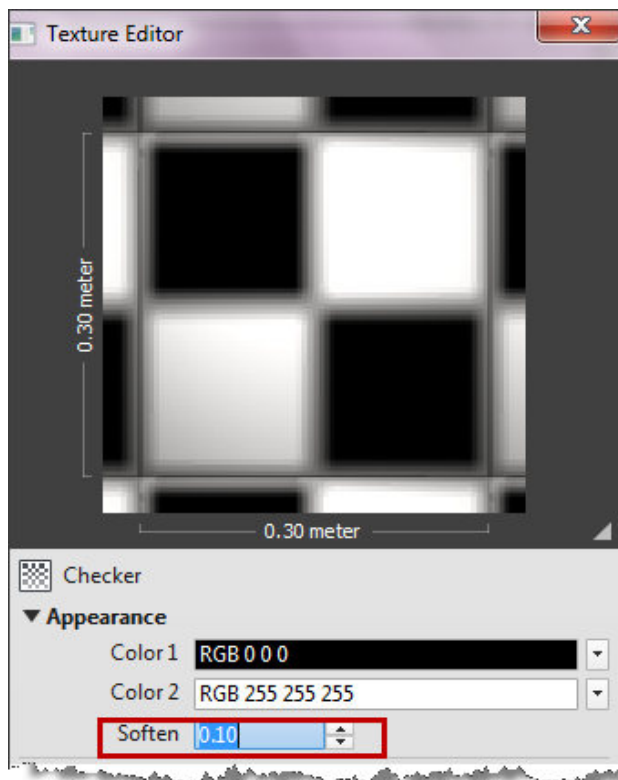 Texture Editor
0.30 meter
0.30 meter
Checker
Appearance
Color 1 RGB 0 0 0
Color 2 RGB 255 255 255
Soften 0.10